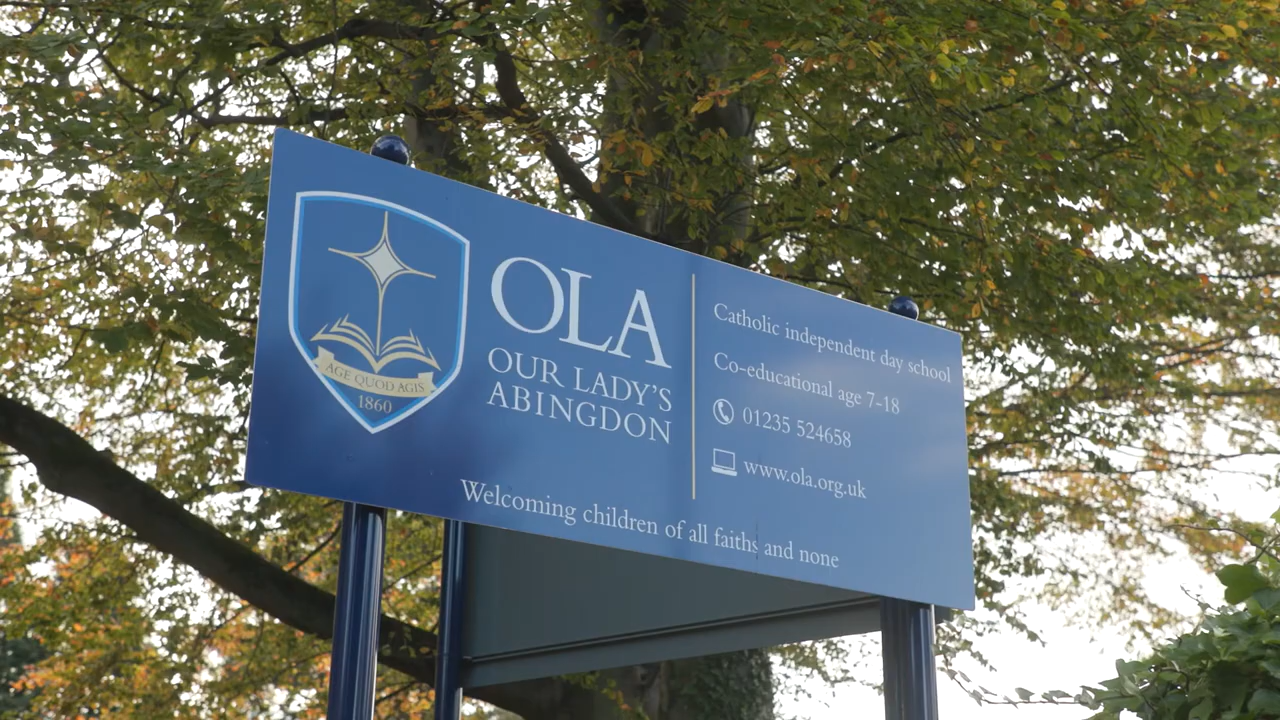 AGE QUOD AGIS
1860
OLA
OUR LADY'S
ABINGDON
Catholic independent day school
Co-educational age 7-18
01235 524658
www.ola.org.uk
Welcoming children of all faiths and none